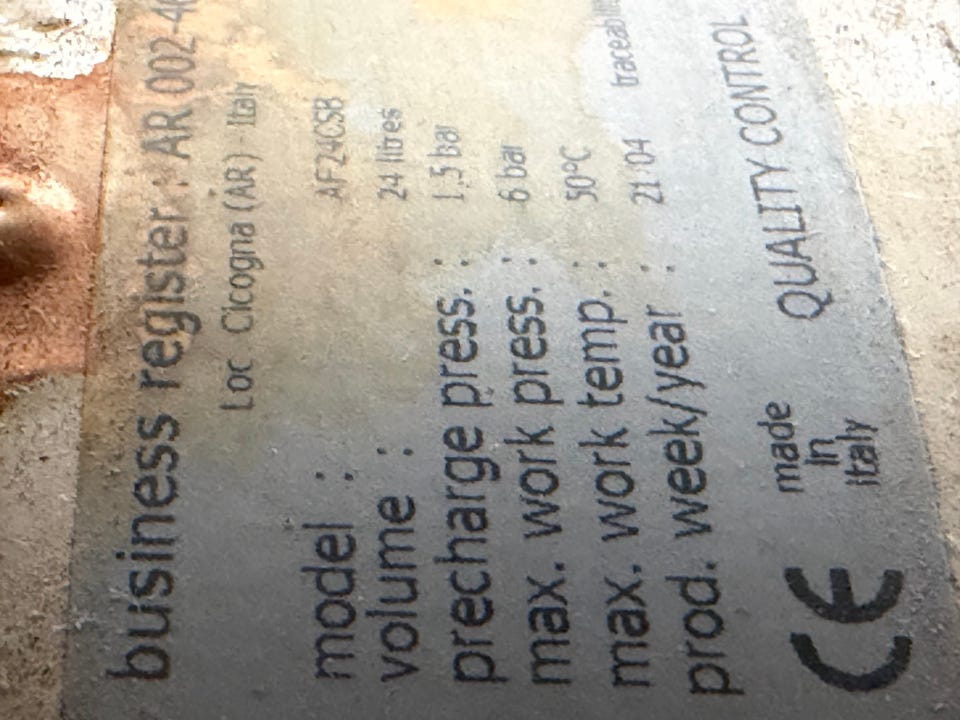 business register : AR 002-4
Loc Cicogna (AR) - Italy
model : AF24CSB
volume : 24 litres
precharge press. : 1,5 bar
max. work press. : 6 bar
max. work temp. : 50°C
prod. week/year : 21 04
CE made in Italy QUALITY CONTROL